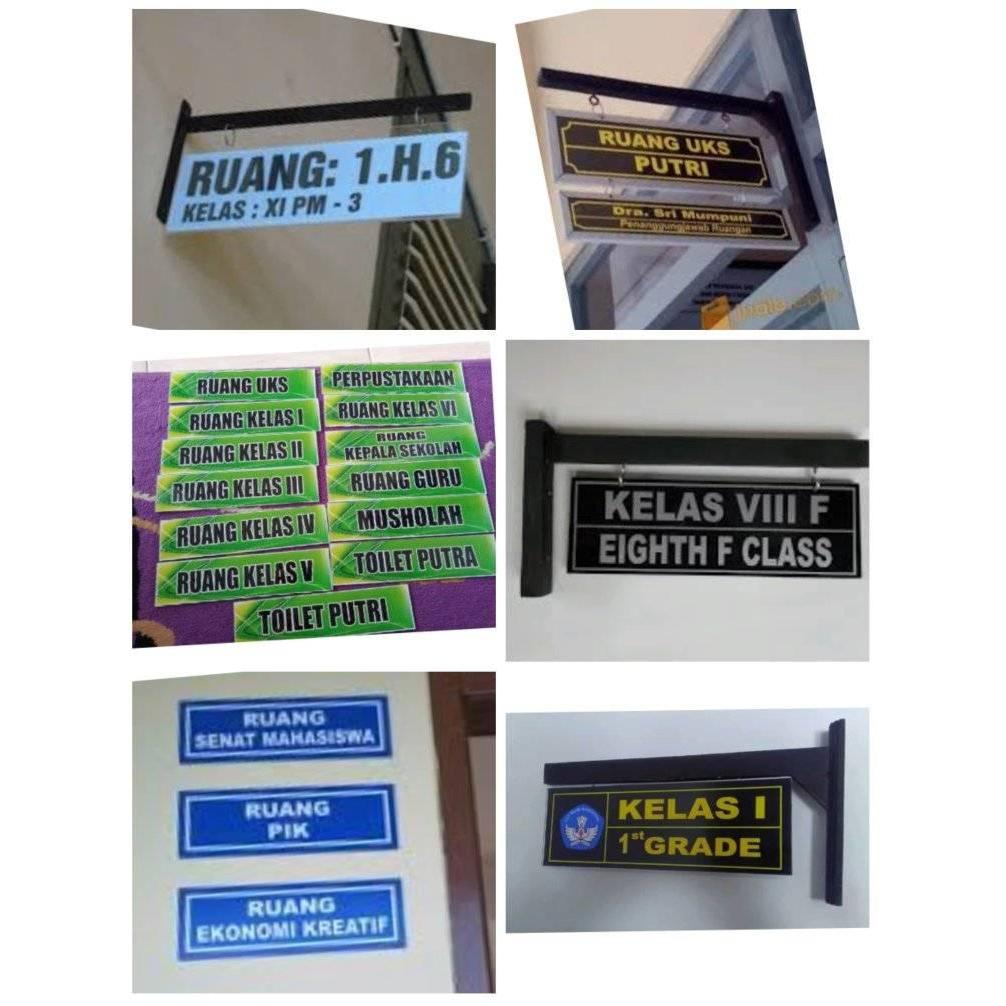 RUANG: 1.H.6
KELAS : XI PM - 3
RUANG UKS
PUTRI
Dra. Sri Mumpuni
Penanggungjawab Ruangan
RUANG UKS
RUANG KELAS I
RUANG KELAS II
RUANG KELAS III
RUANG KELAS IV
RUANG KELAS V
PERPUSTAKAAN
RUANG KELAS VI
RUANG
KEPALA SEKOLAH
RUANG GURU
MUSHOLAH
TOILET PUTRA
TOILET PUTRI
KELAS VIII F
EIGHTH F CLASS
RUANG
SENAT MAHASISWA
RUANG
PIK
RUANG
EKONOMI KREATIF
KELAS I
1st GRADE